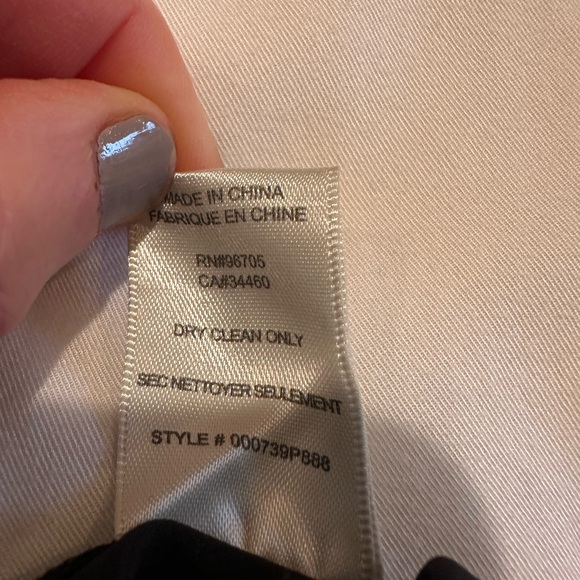 MADE IN CHINA
FABRIQUE EN CHINE
RN#96705
CA#34460
DRY CLEAN ONLY
SEC NETTOYER SEULEMENT
STYLE # 000739P888